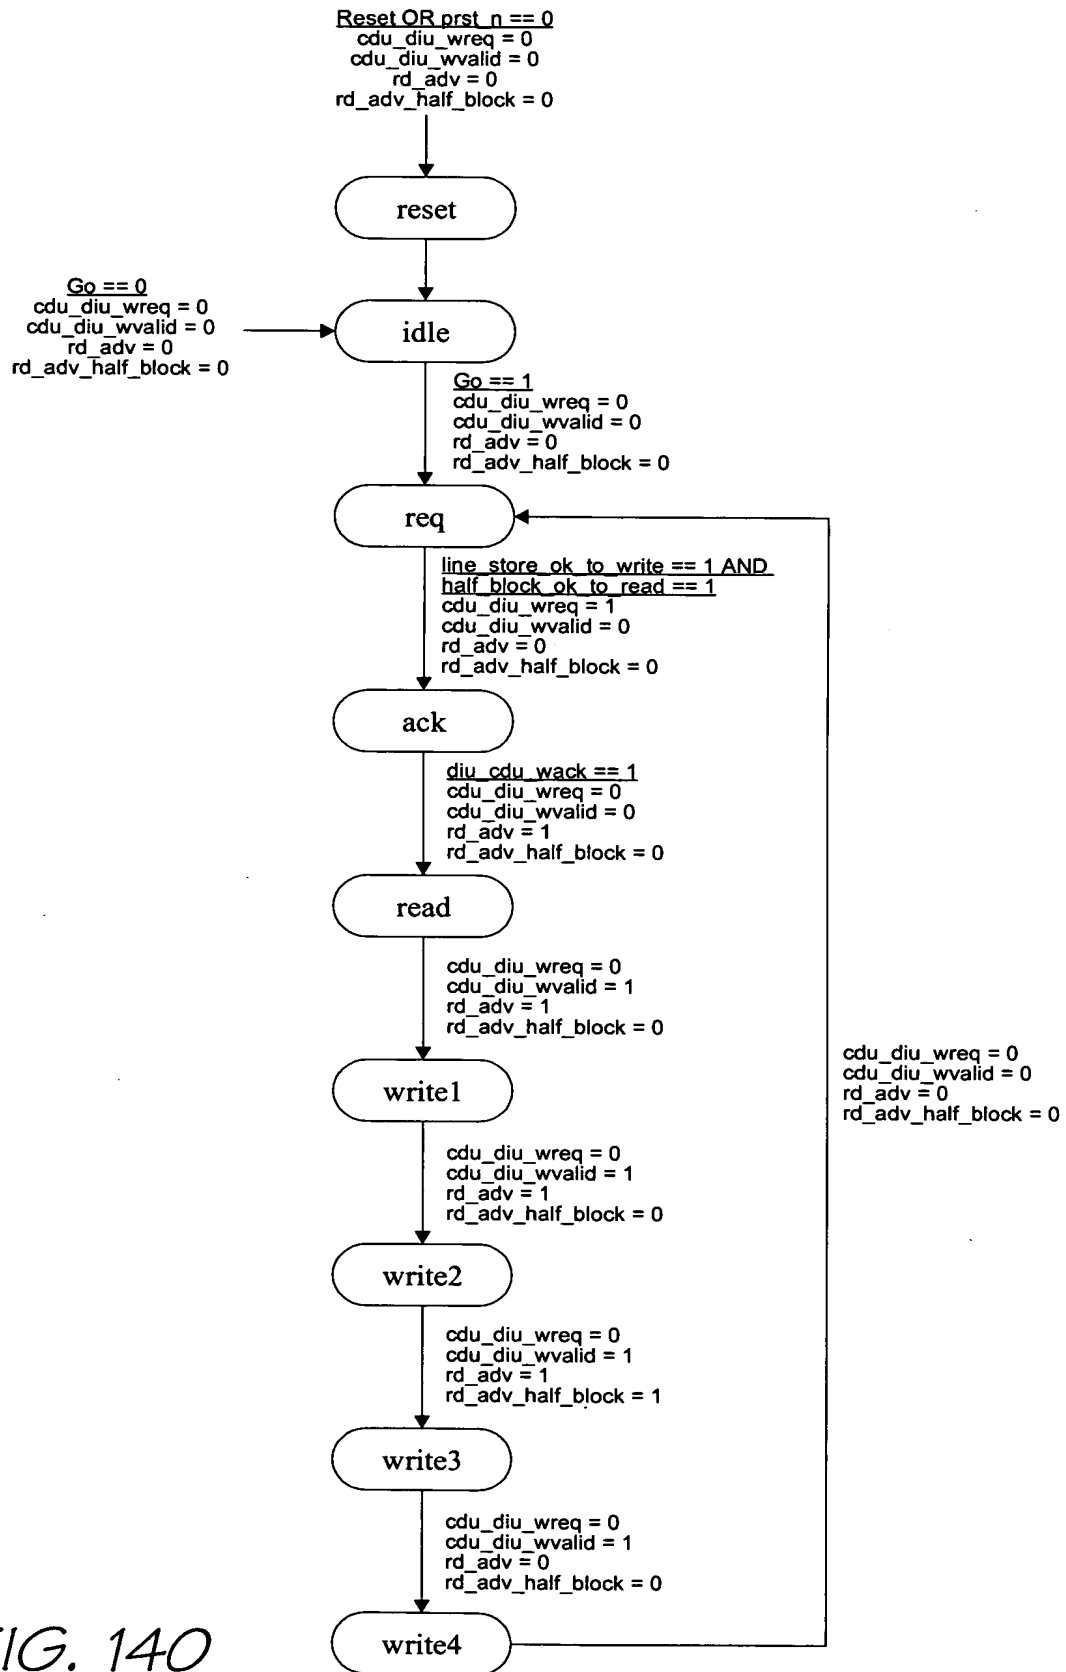 Reset OR prst_n == 0
cdu_diu_wreq = 0
cdu_diu_wvalid = 0
rd_adv = 0
rd_adv_half_block = 0
reset
Go == 0
cdu_diu_wreq = 0
cdu_diu_wvalid = 0
rd_adv = 0
rd_adv_half_block = 0
idle
Go == 1
cdu_diu_wreq = 0
cdu_diu_wvalid = 0
rd_adv = 0
rd_adv_half_block = 0
req
line_store_ok_to_write == 1 AND
half_block_ok_to_read == 1
cdu_diu_wreq = 1
cdu_diu_wvalid = 0
rd_adv = 0
rd_adv_half_block = 0
ack
diu_cdu_wack == 1
cdu_diu_wreq = 0
cdu_diu_wvalid = 0
rd_adv = 1
rd_adv_half_block = 0
read
cdu_diu_wreq = 0
cdu_diu_wvalid = 1
rd_adv = 1
rd_adv_half_block = 0
cdu_diu_wreq = 0
cdu_diu_wvalid = 0
rd_adv = 0
rd_adv_half_block = 0
write1
cdu_diu_wreq = 0
cdu_diu_wvalid = 1
rd_adv = 1
rd_adv_half_block = 0
write2
cdu_diu_wreq = 0
cdu_diu_wvalid = 1
rd_adv = 1
rd_adv_half_block = 1
write3
cdu_diu_wreq = 0
cdu_diu_wvalid = 1
rd_adv = 0
rd_adv_half_block = 0
write4
FIG. 140